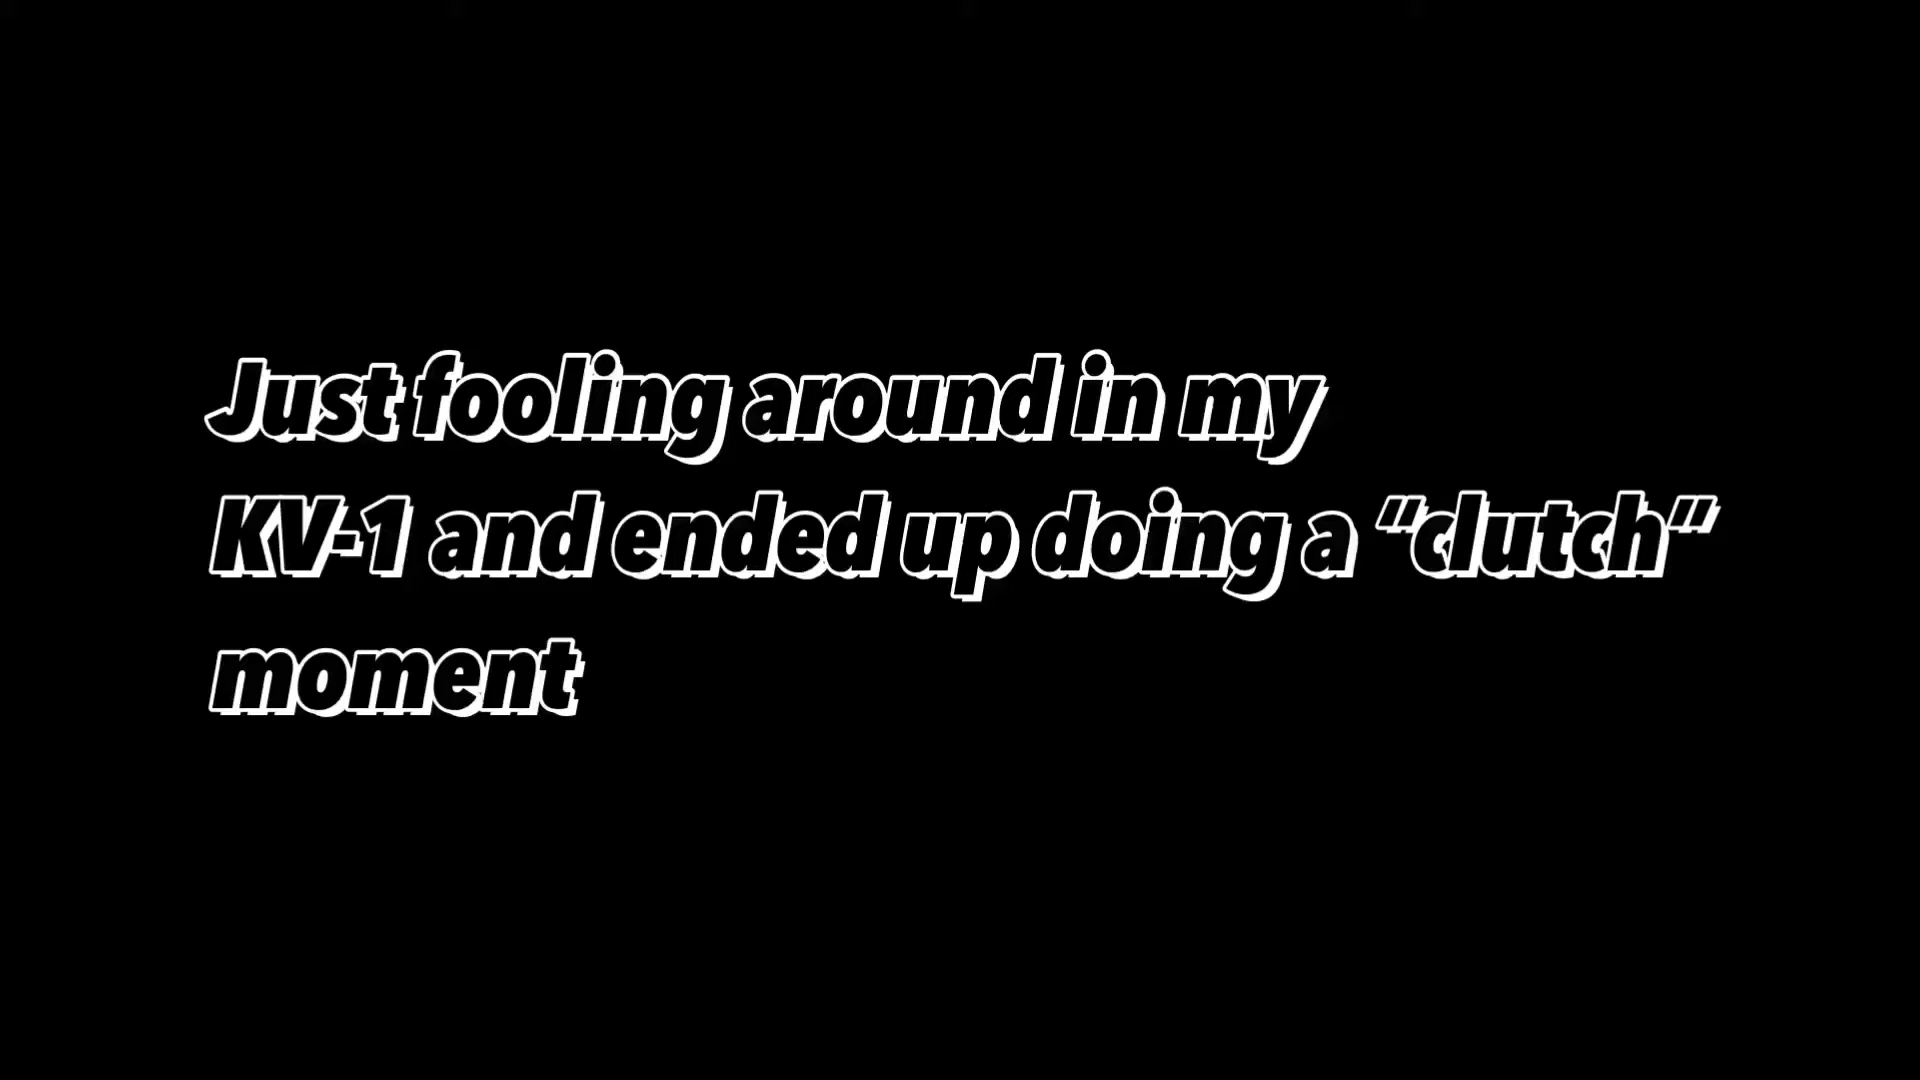 Just fooling around in my
KV-1 and ended up doing a “clutch”
moment